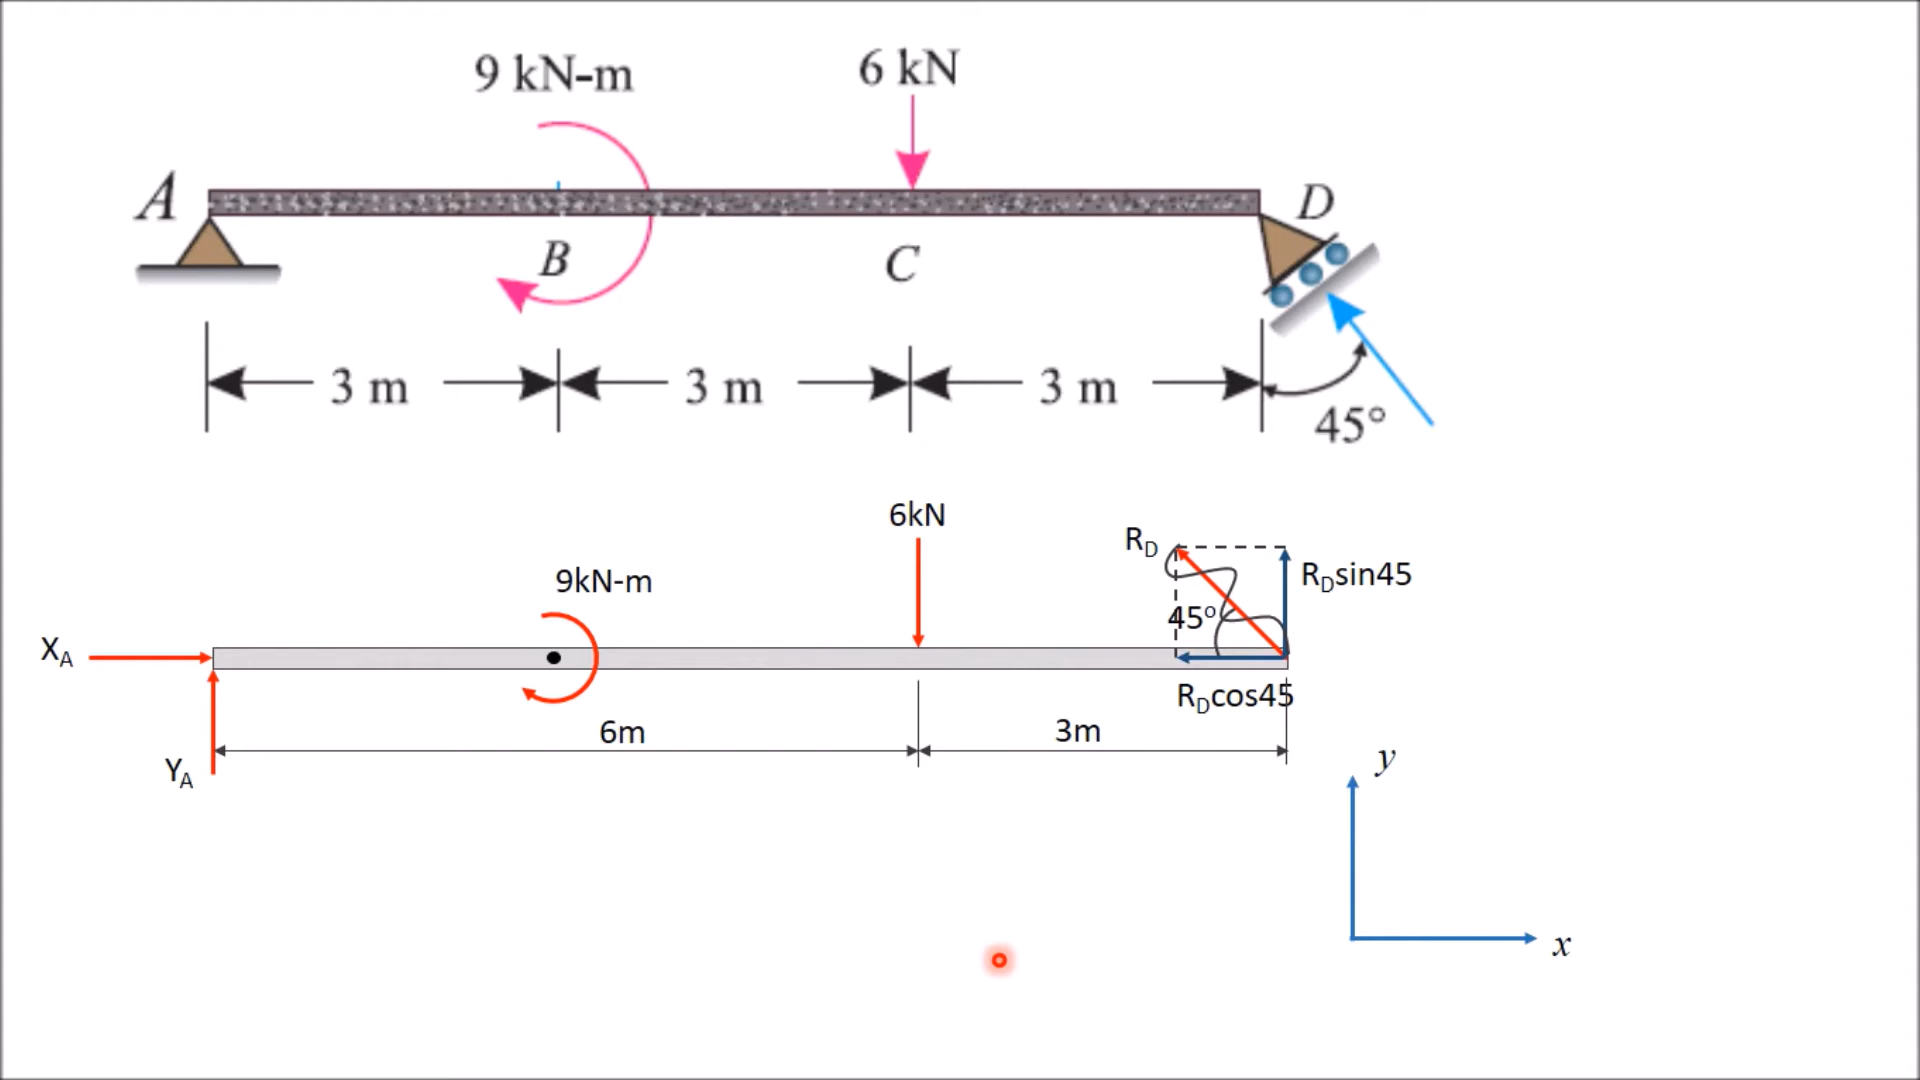 9 kN-m
6 kN
A
D
B
C
3 m
3 m
3 m
45°
6kN
R_D
9kN-m
R_Dsin45
45°
X_A
R_Dcos45
6m
3m
Y_A
y
x